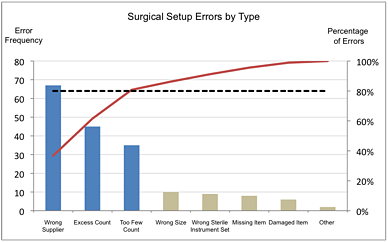 Surgical Setup Errors by Type
Error
Frequency
Percentage
of Errors
80
70
60
50
40
30
20
10
0
100%
80%
60%
40%
20%
0%
Wrong
Supplier
Excess Count
Too Few
Count
Wrong Size
Wrong Sterile
Instrument Set
Missing Item
Damaged Item
Other